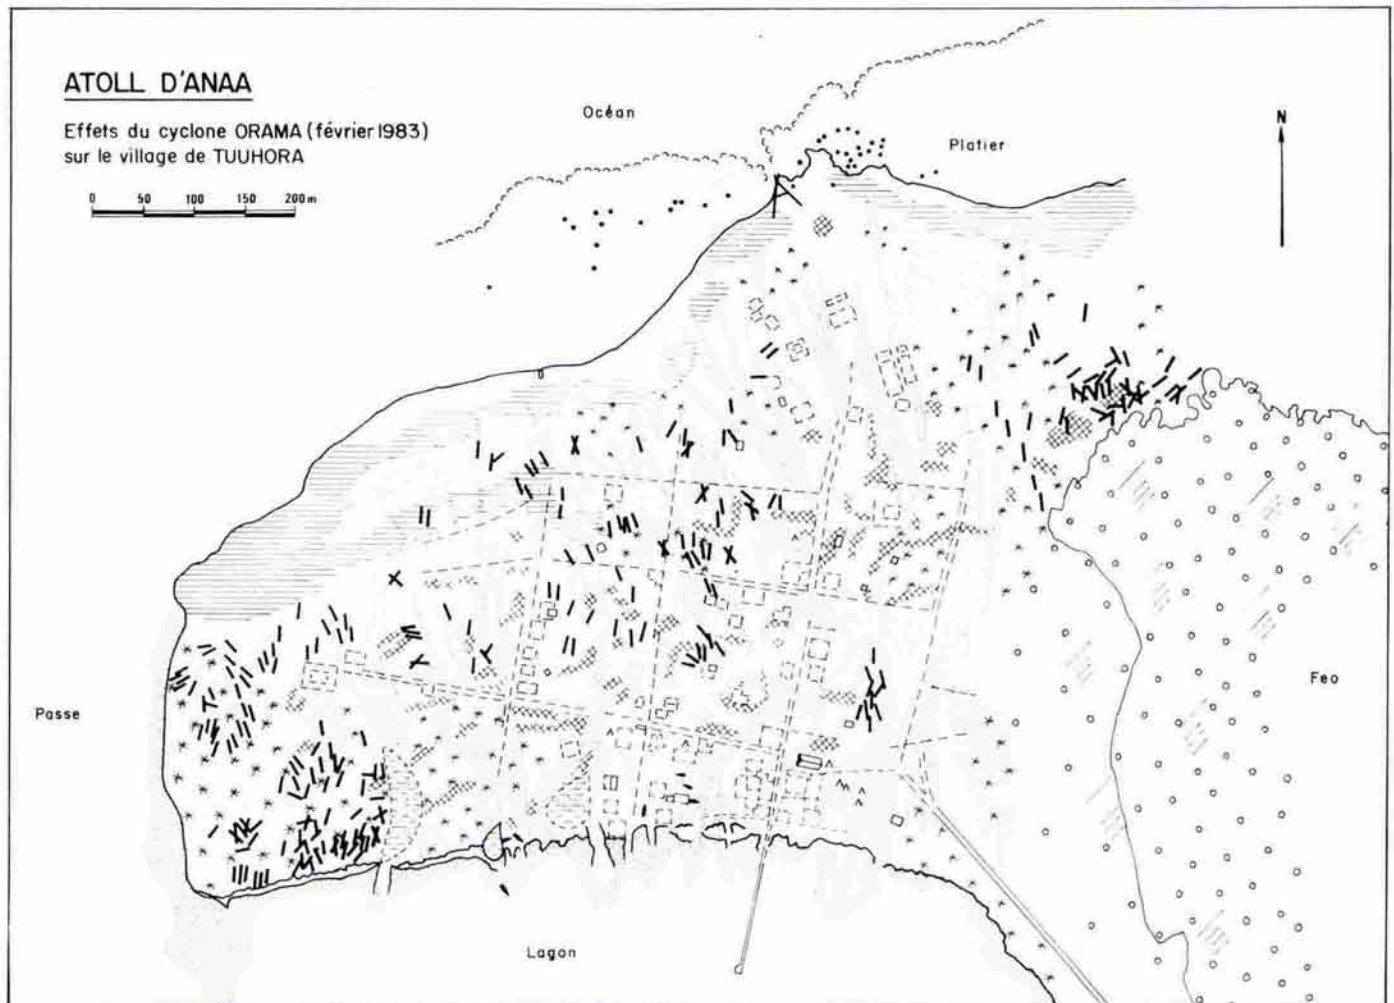 ATOLL D'ANAA
Effets du cyclone ORAMA (février 1983)
sur le village de TUUHORA
0 50 100 150 200 m
Océan
Platier
N
Passe
Feo
Lagon